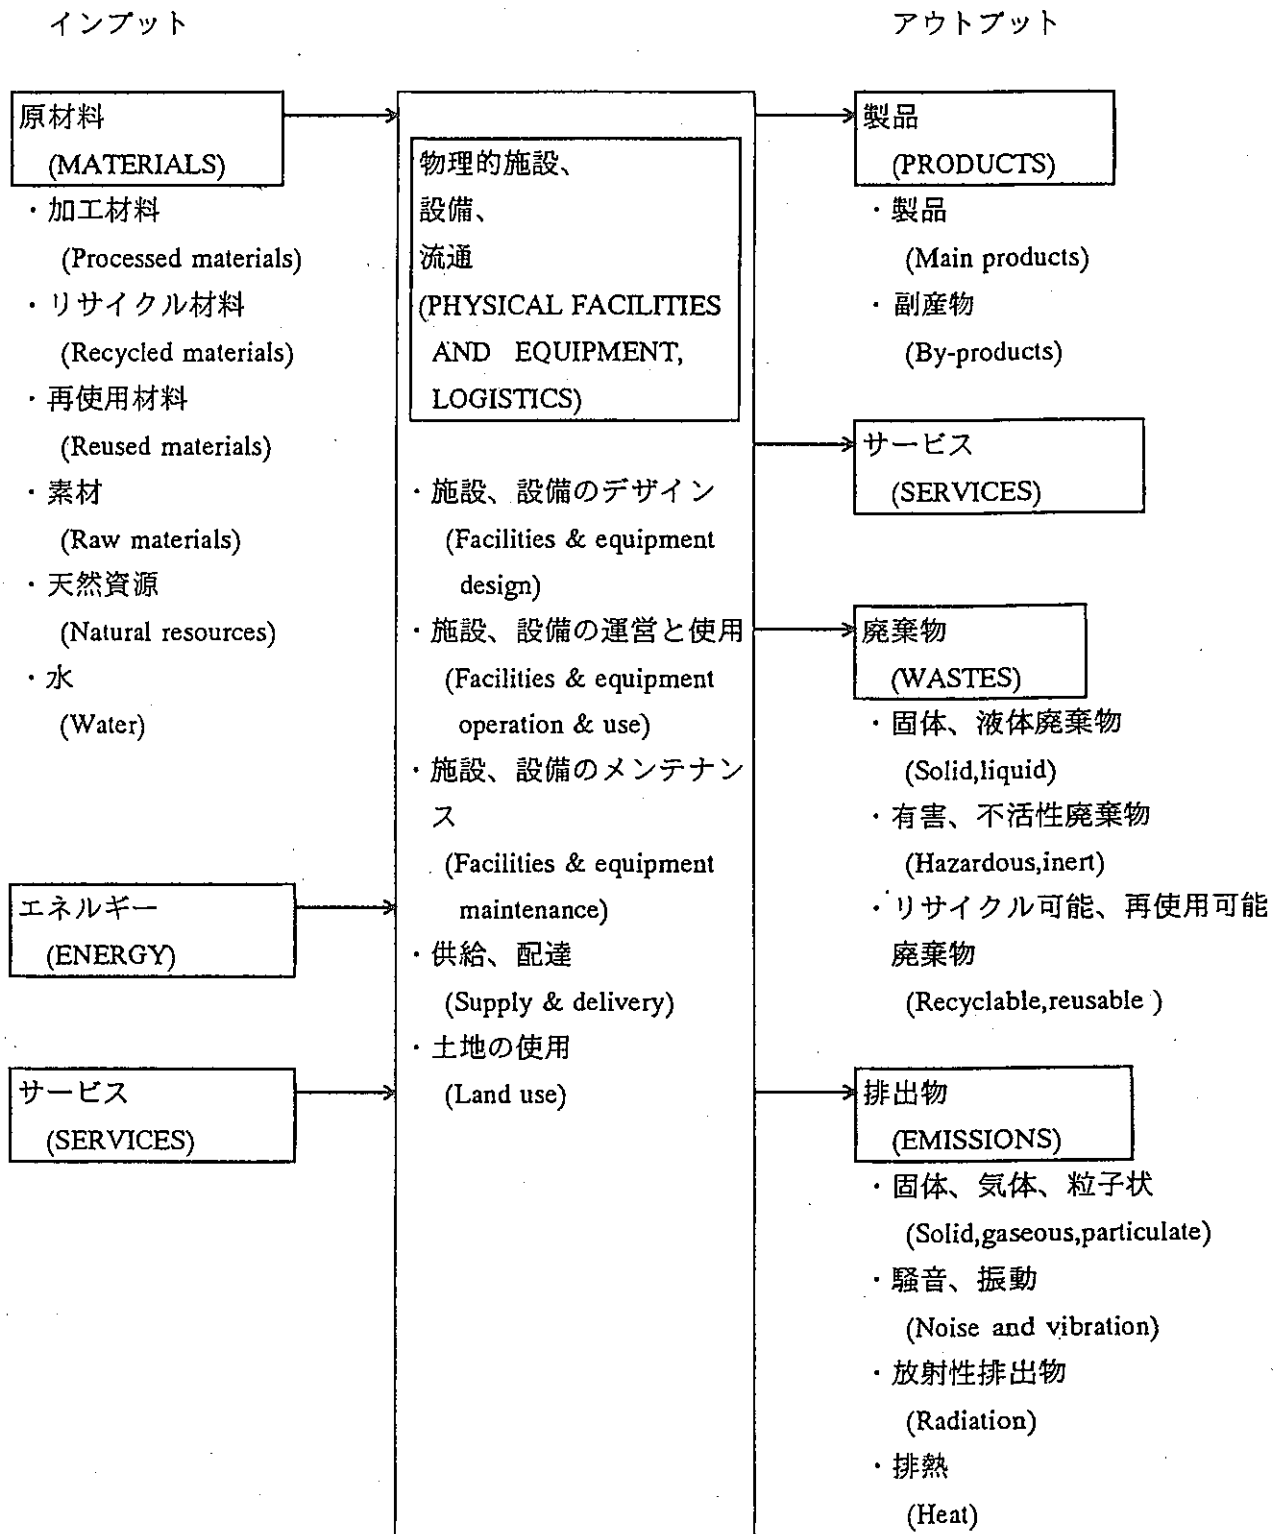 インプット
アウトプット
原材料
(MATERIALS)
・加工材料
(Processed materials)
・リサイクル材料
(Recycled materials)
・再使用材料
(Reused materials)
・素材
(Raw materials)
・天然資源
(Natural resources)
・水
(Water)
エネルギー
(ENERGY)
サービス
(SERVICES)
物理的施設、
設備、
流通
(PHYSICAL FACILITIES
AND EQUIPMENT,
LOGISTICS)
・施設、設備のデザイン
(Facilities & equipment
design)
・施設、設備の運営と使用
(Facilities & equipment
operation & use)
・施設、設備のメンテナン
ス
(Facilities & equipment
maintenance)
・供給、配達
(Supply & delivery)
・土地の使用
(Land use)
製品
(PRODUCTS)
・製品
(Main products)
・副産物
(By-products)
サービス
(SERVICES)
廃棄物
(WASTES)
・固体、液体廃棄物
(Solid,liquid)
・有害、不活性廃棄物
(Hazardous,inert)
・リサイクル可能、再使用可能
廃棄物
(Recyclable,reusable )
排出物
(EMISSIONS)
・固体、気体、粒子状
(Solid,gaseous,particulate)
・騒音、振動
(Noise and vibration)
・放射性排出物
(Radiation)
・排熱
(Heat)